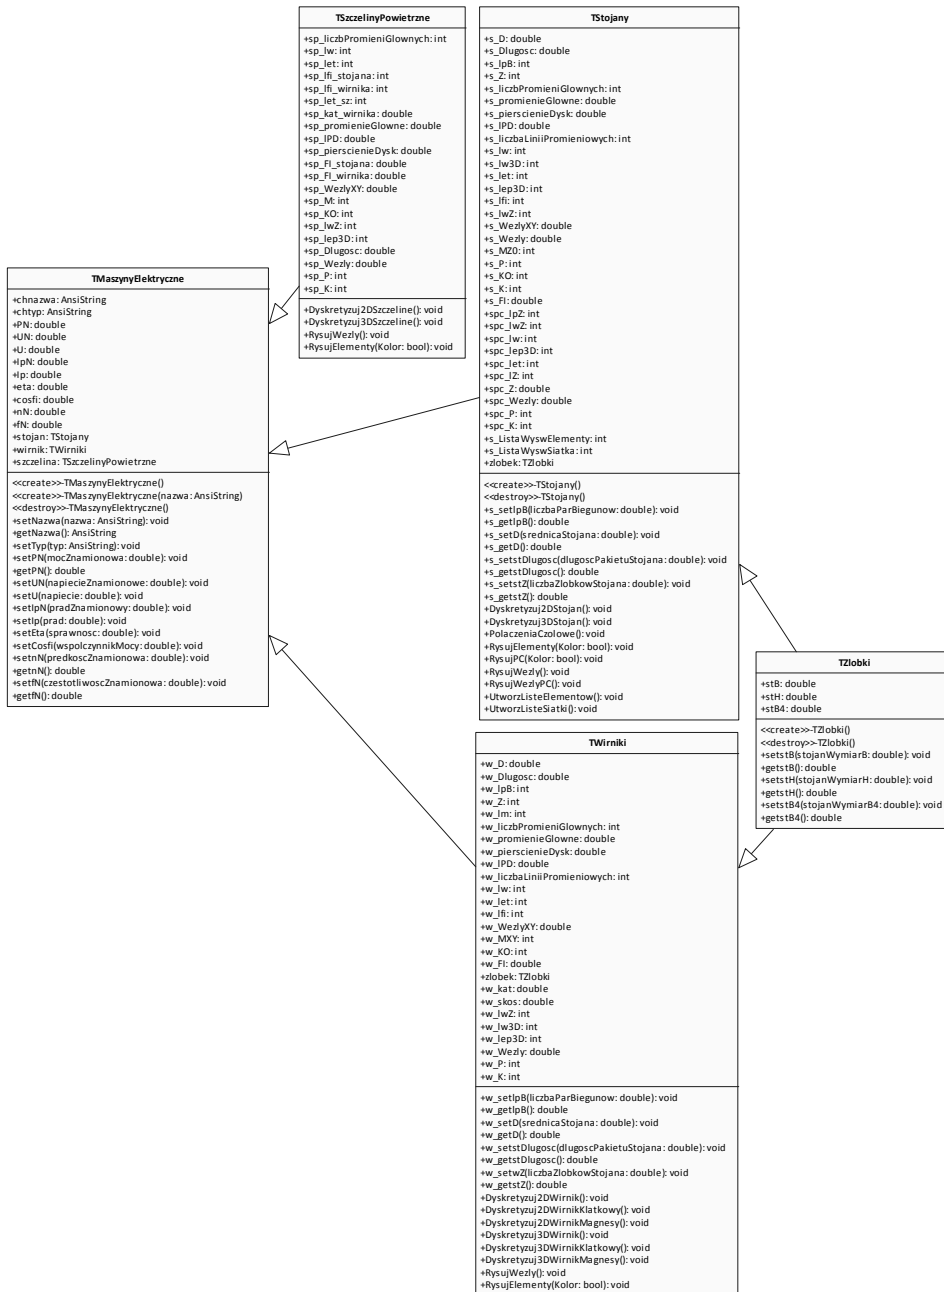 TSzczelinyPowietrzne
+sp_liczbPromieniGlownych: int
+sp_lw: int
+sp_let: int
+sp_lfi_stojana: int
+sp_lfi_wirnika: int
+sp_let_sz: int
+sp_kat_wirnika: double
+sp_promienieGlowne: double
+sp_lPD: double
+sp_pierscienieDysk: double
+sp_FI_stojana: double
+sp_FI_wirnika: double
+sp_WezlyXY: double
+sp_M: int
+sp_KO: int
+sp_lwZ: int
+sp_lep3D: int
+sp_Dlugosc: double
+sp_Wezly: double
+sp_P: int
+sp_K: int
+Dyskretyzuj2DSzczeline(): void
+Dyskretyzuj3DSzczeline(): void
+RysujWezly(): void
+RysujElementy(Kolor: bool): void
TStojany
+s_D: double
+s_Dlugosc: double
+s_lpB: int
+s_Z: int
+s_liczbPromieniGlownych: int
+s_promienieGlowne: double
+s_pierscienieDysk: double
+s_lPD: double
+s_liczbaLiniiPromieniowych: int
+s_lw: int
+s_lw3D: int
+s_let: int
+s_lep3D: int
+s_lfi: int
+s_lwZ: int
+s_WezlyXY: double
+s_Wezly: double
+s_MZ0: int
+s_P: int
+s_KO: int
+s_K: int
+s_FI: double
+spc_lpZ: int
+spc_lwZ: int
+spc_lw: int
+spc_lep3D: int
+spc_let: int
+spc_lZ: int
+spc_Z: double
+spc_Wezly: double
+spc_P: int
+spc_K: int
+s_ListaWyswElementy: int
+s_ListaWyswSiatka: int
+zlobek: TZlobki
<<create>>-TStojany()
<<destroy>>-TStojany()
+s_setlpB(liczbaParBiegunow: double): void
+s_getlpB(): double
+s_setD(srednicaStojana: double): void
+s_getD(): double
+s_setstDlugosc(dlugoscPakietuStojana: double): void
+s_getstDlugosc(): double
+s_setstZ(liczbaZlobkowStojana: double): void
+s_getstZ(): double
+Dyskretyzuj2DStojan(): void
+Dyskretyzuj3DStojan(): void
+PolaczeniaCzolowe(): void
+RysujElementy(Kolor: bool): void
+RysujPC(Kolor: bool): void
+RysujWezly(): void
+RysujWezlyPC(): void
+UtworzListeElementow(): void
+UtworzListeSiatki(): void
TMaszynyElektryczne
+chnazwa: AnsiString
+chtyp: AnsiString
+PN: double
+UN: double
+U: double
+IpN: double
+Ip: double
+eta: double
+cosfi: double
+nN: double
+fN: double
+stojan: TStojany
+wirnik: TWirniki
+szczelina: TSzczelinyPowietrzne
<<create>>-TMaszynyElektryczne()
<<create>>-TMaszynyElektryczne(nazwa: AnsiString)
<<destroy>>-TMaszynyElektryczne()
+setNazwa(nazwa: AnsiString): void
+getNazwa(): AnsiString
+setTyp(typ: AnsiString): void
+setPN(mocZnamionowa: double): void
+getPN(): double
+setUN(napiecieZnamionowe: double): void
+setU(napiecie: double): void
+setIpN(pradZnamionowy: double): void
+setIp(prad: double): void
+setEta(sprawnosc: double): void
+setCosfi(wspolczynnikMocy: double): void
+setnN(predkoscZnamionowa: double): void
+getnN(): double
+setfN(czestotliwoscZnamionowa: double): void
+getfN(): double
TZlobki
+stB: double
+stH: double
+stB4: double
<<create>>-TZlobki()
<<destroy>>-TZlobki()
+setstB(stojanWymiarB: double): void
+getstB(): double
+setstH(stojanWymiarH: double): void
+getstH(): double
+setstB4(stojanWymiarB4: double): void
+getstB4(): double
TWirniki
+w_D: double
+w_Dlugosc: double
+w_lpB: int
+w_Z: int
+w_lm: int
+w_liczbPromieniGlownych: int
+w_promienieGlowne: double
+w_pierscienieDysk: double
+w_lPD: double
+w_liczbaLiniiPromieniowych: int
+w_lw: int
+w_let: int
+w_lfi: int
+w_WezlyXY: double
+w_MXY: int
+w_KO: int
+w_FI: double
+zlobek: TZlobki
+w_kat: double
+w_skos: double
+w_lwZ: int
+w_lw3D: int
+w_lep3D: int
+w_Wezly: double
+w_P: int
+w_K: int
+w_setlpB(liczbaParBiegunow: double): void
+w_getlpB(): double
+w_setD(srednicaStojana: double): void
+w_getD(): double
+w_setstDlugosc(dlugoscPakietuStojana: double): void
+w_getstDlugosc(): double
+w_setwZ(liczbaZlobkowStojana: double): void
+w_getstZ(): double
+Dyskretyzuj2DWirnik(): void
+Dyskretyzuj2DWirnikKlatkowy(): void
+Dyskretyzuj2DWirnikMagnesy(): void
+Dyskretyzuj3DWirnik(): void
+Dyskretyzuj3DWirnikKlatkowy(): void
+Dyskretyzuj3DWirnikMagnesy(): void
+RysujWezly(): void
+RysujElementy(Kolor: bool): void